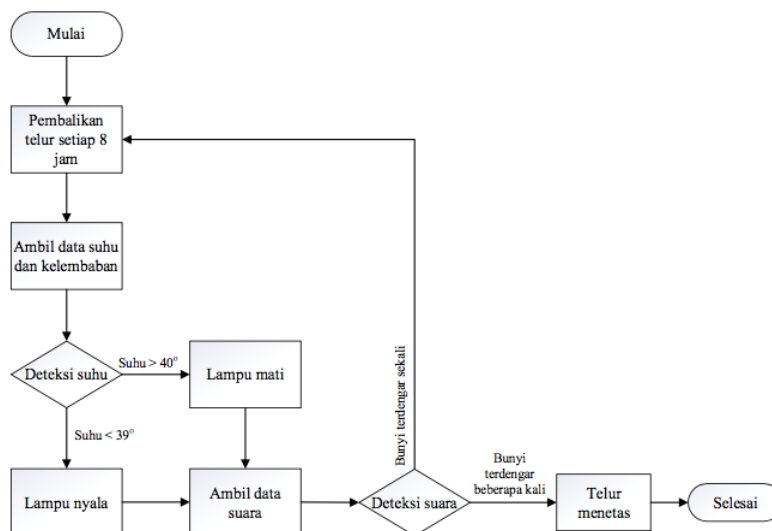 Mulai
Pembalikan
telur setiap 8
jam
Ambil data suhu
dan kelembaban
Deteksi suhu
Suhu > 40°
Lampu mati
Suhu < 39°
Lampu nyala
Ambil data
suara
Deteksi suara
Bunyi terdengar sekali
Bunyi
terdengar
beberapa kali
Telur
menetas
Selesai